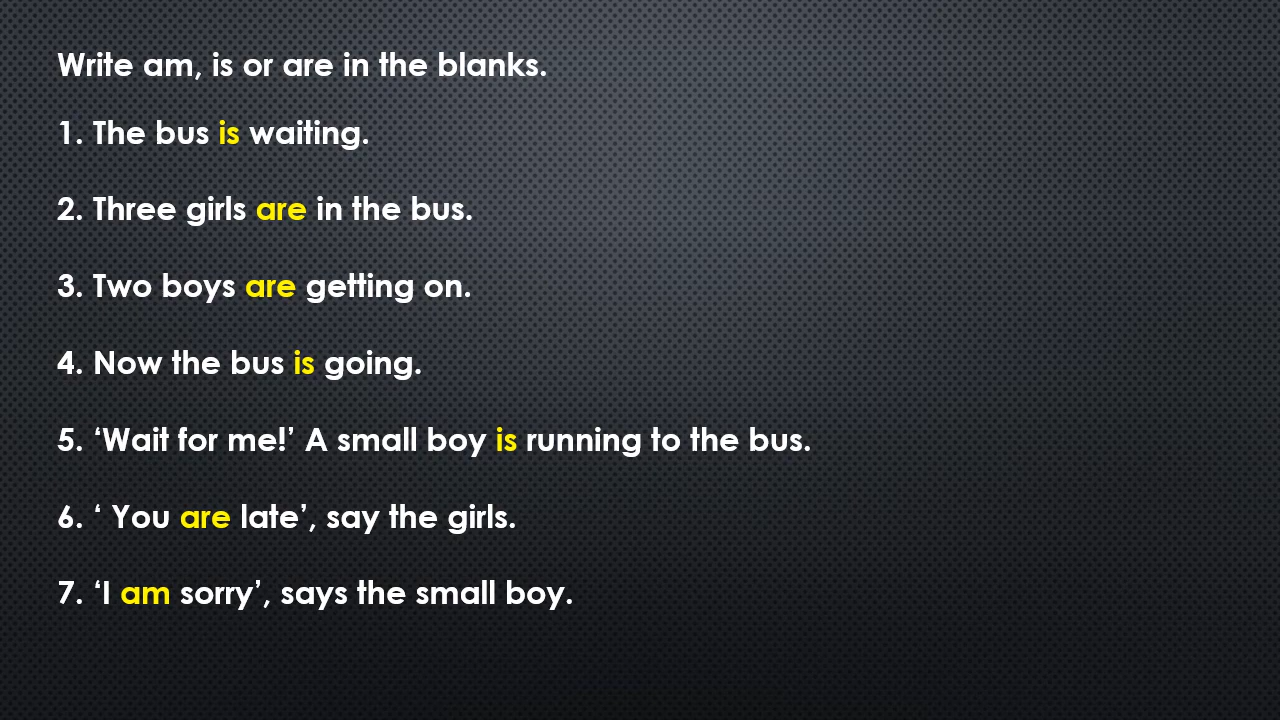 Write am, is or are in the blanks.
1. The bus is waiting.
2. Three girls are in the bus.
3. Two boys are getting on.
4. Now the bus is going.
5. ‘Wait for me!’ A small boy is running to the bus.
6. ‘ You are late’, say the girls.
7. ‘I am sorry’, says the small boy.